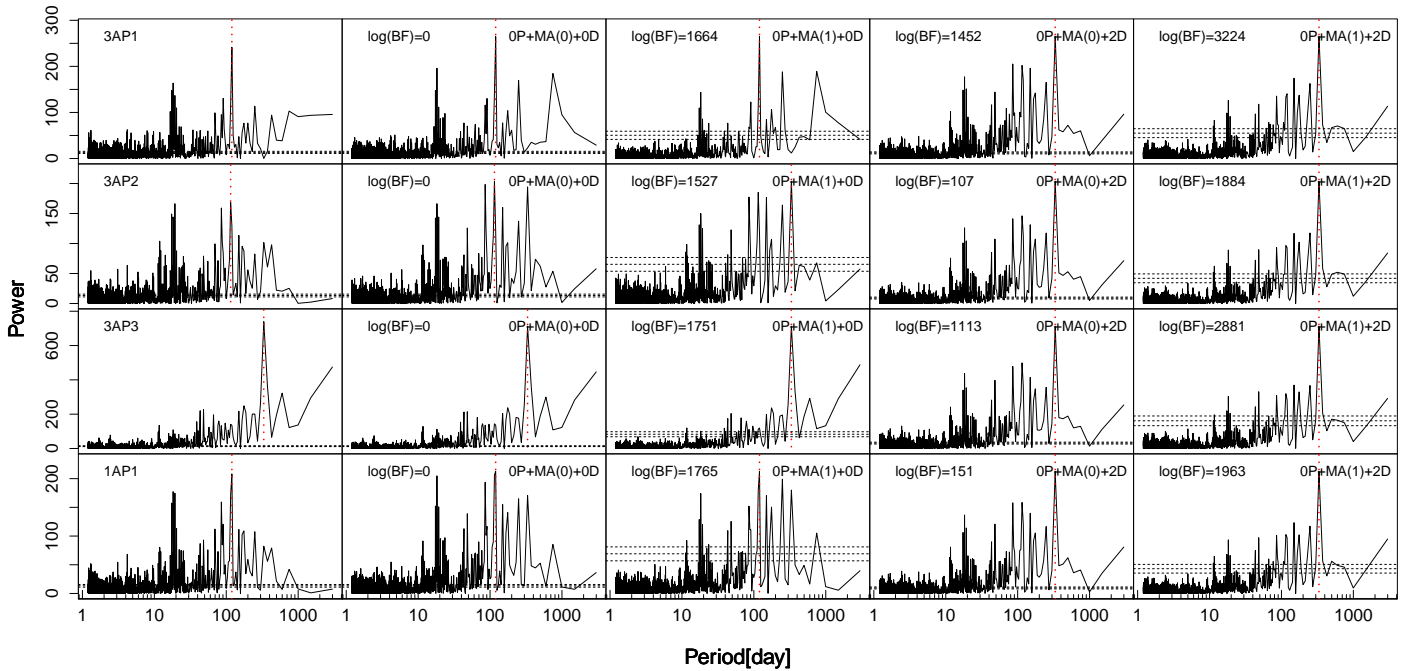 3AP1 log(BF)=0 0P+MA(0)+0D log(BF)=1664 0P+MA(1)+0D log(BF)=1452 0P+MA(0)+2D log(BF)=3224 0P+MA(1)+2D
0 100 200 300
3AP2 log(BF)=0 0P+MA(0)+0D log(BF)=1527 0P+MA(1)+0D log(BF)=107 0P+MA(0)+2D log(BF)=1884 0P+MA(1)+2D
0 50 150
Power
3AP3 log(BF)=0 0P+MA(0)+0D log(BF)=1751 0P+MA(1)+0D log(BF)=1113 0P+MA(0)+2D log(BF)=2881 0P+MA(1)+2D
0 200 400 600
1AP1 log(BF)=0 0P+MA(0)+0D log(BF)=1765 0P+MA(1)+0D log(BF)=151 0P+MA(0)+2D log(BF)=1963 0P+MA(1)+2D
0 100 200
1 10 100 1000 1 10 100 1000 1 10 100 1000 1 10 100 1000 1 10 100 1000
Period[day]